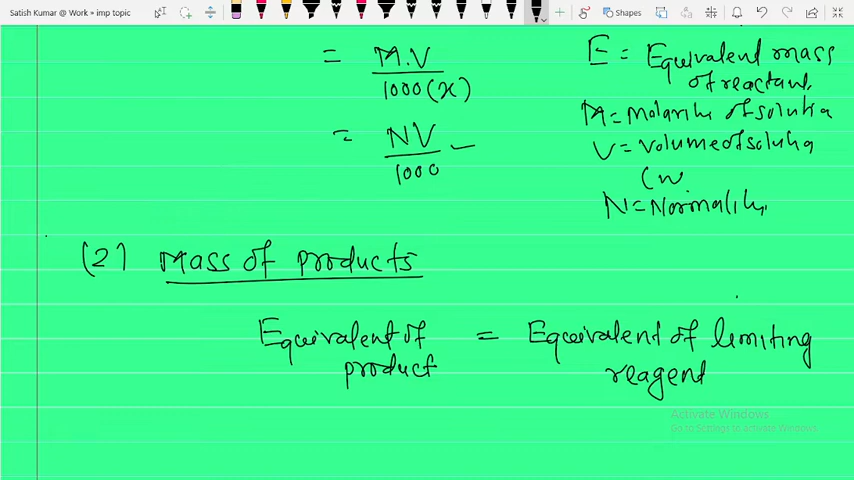 Satish Kumar @ Work » imp topic
Shapes
= M.V / 1000(x)
= NV / 1000
E = Equivalent mass
of reactant
M = Molarity of solution
V = Volume of solution
(in
N = Normality
(2) Mass of products
Equivalent of product = Equivalent of limiting reagent
Activate Windows
Go to Settings to activate Windows.